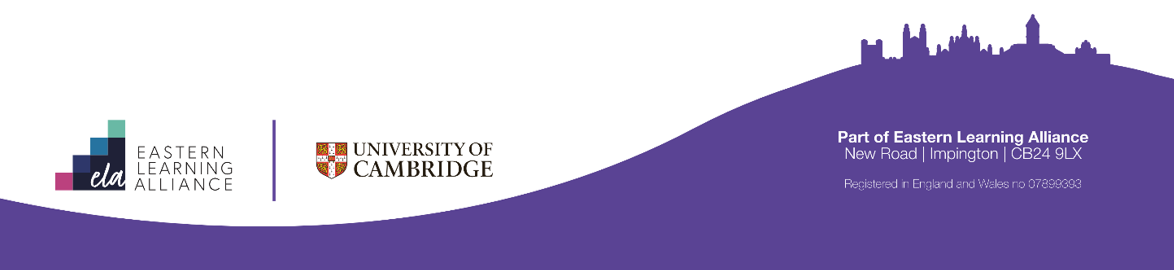 ela
EASTERN
LEARNING
ALLIANCE
UNIVERSITY OF
CAMBRIDGE
Part of Eastern Learning Alliance
New Road | Impington | CB24 9LX
Registered in England and Wales no 07899393